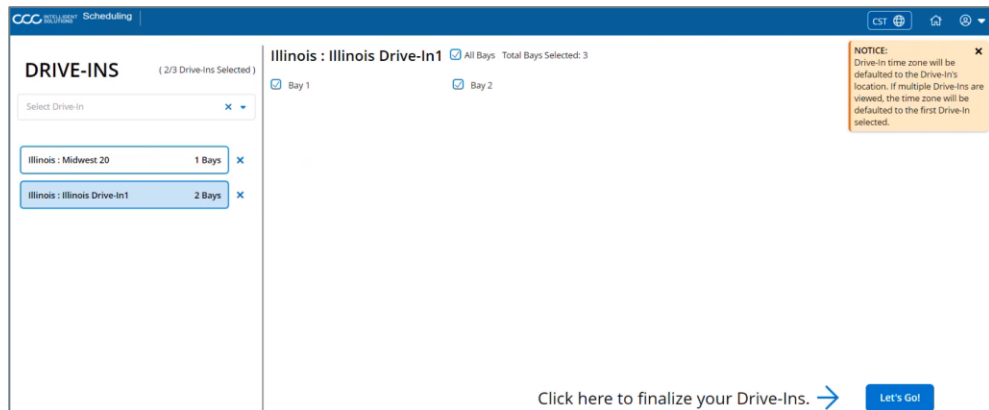 CCC INTELLIGENT SOLUTIONS Scheduling
CST
DRIVE-INS
( 2/3 Drive-Ins Selected )
Select Drive-In
Illinois : Midwest 20 1 Bays
Illinois : Illinois Drive-In1 2 Bays
Illinois : Illinois Drive-In1 All Bays Total Bays Selected: 3
Bay 1 Bay 2
NOTICE:
Drive-In time zone will be
defaulted to the Drive-In's
location. If multiple Drive-Ins are
viewed, the time zone will be
defaulted to the first Drive-In
selected.
Click here to finalize your Drive-Ins.
Let's Go!